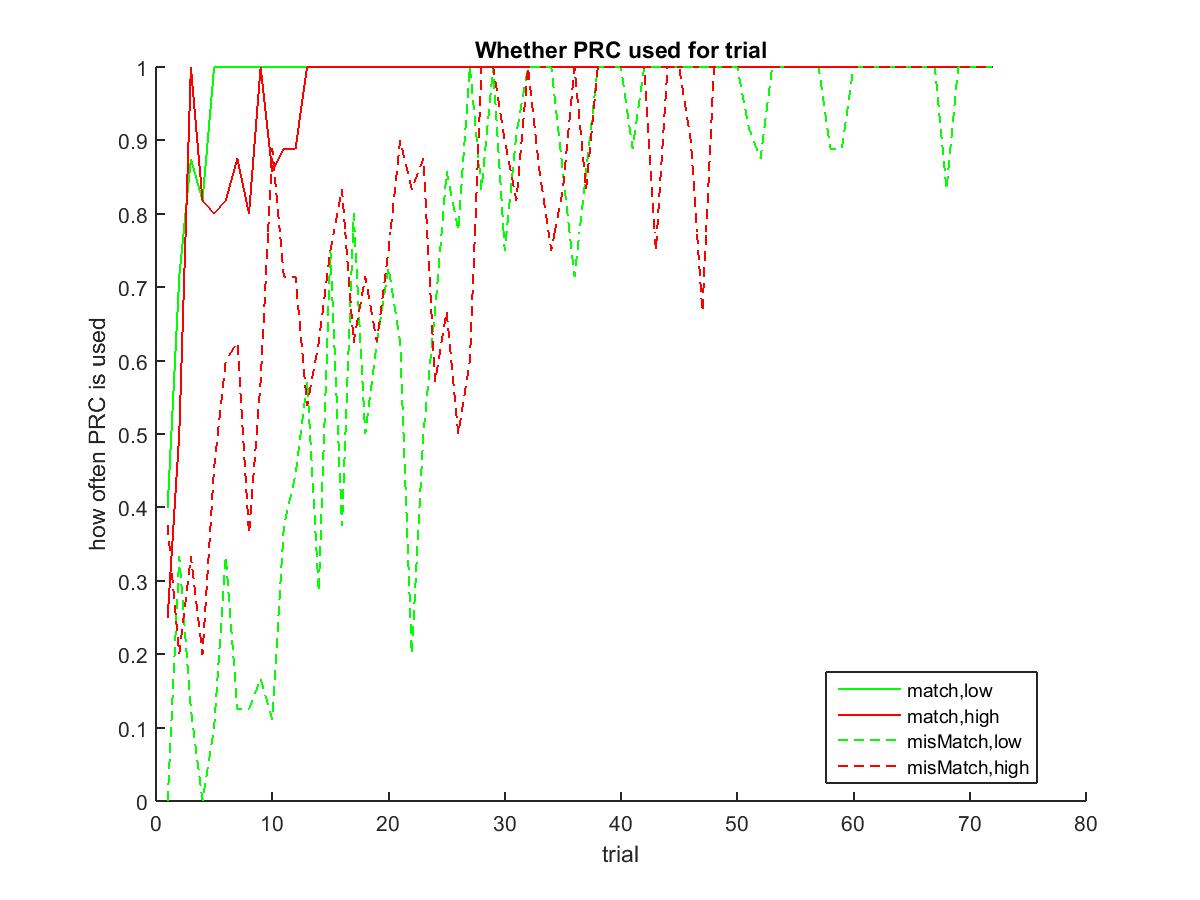 Whether PRC used for trial
how often PRC is used
1
0.9
0.8
0.7
0.6
0.5
0.4
0.3
0.2
0.1
0
0 10 20 30 40 50 60 70 80
trial
match,low
match,high
misMatch,low
misMatch,high